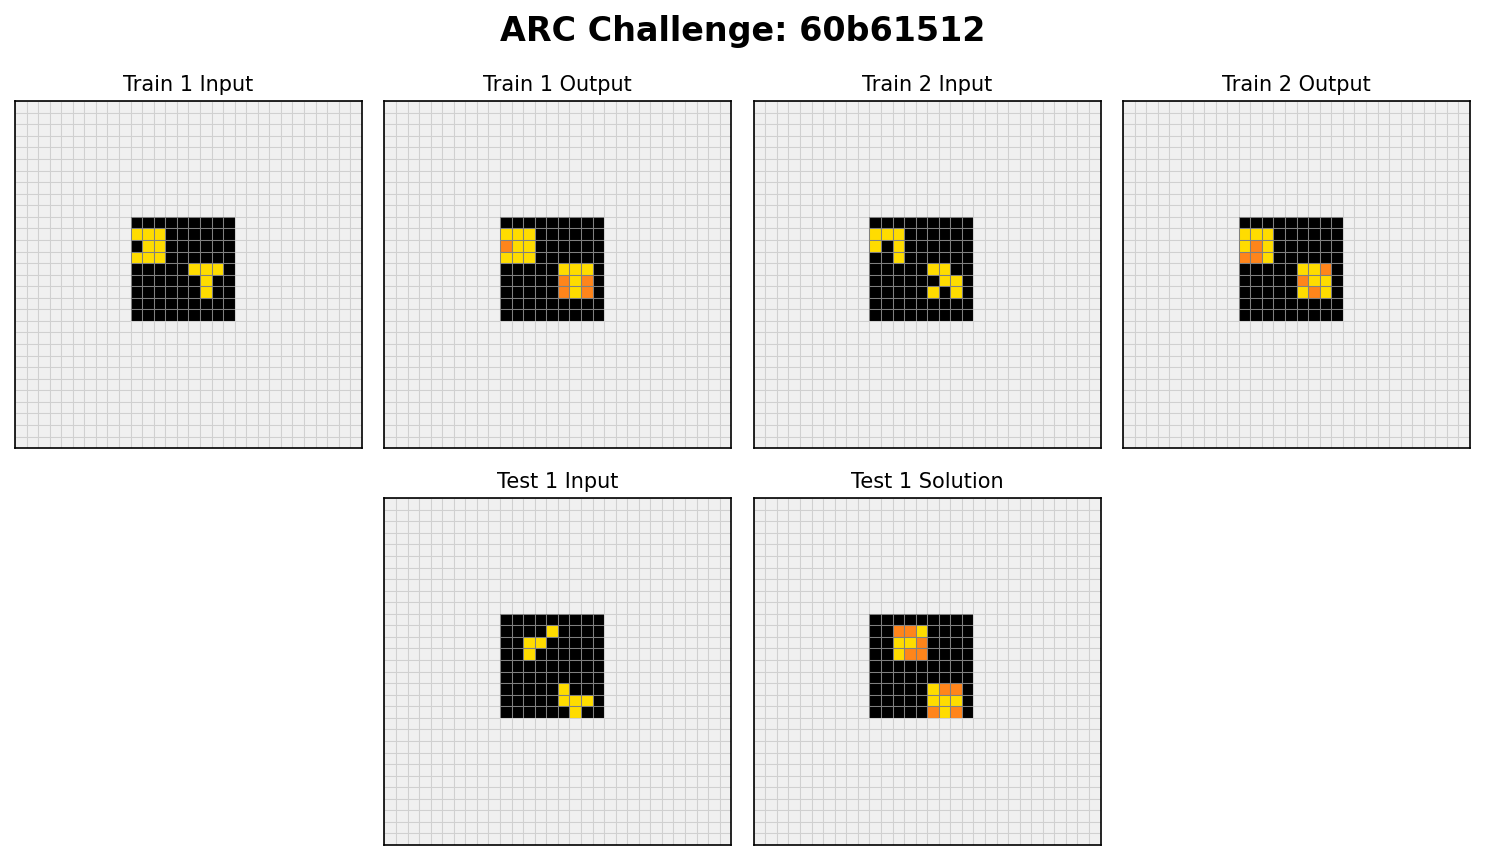 ARC Challenge: 60b61512
Train 1 Input
Train 1 Output
Train 2 Input
Train 2 Output
Test 1 Input
Test 1 Solution